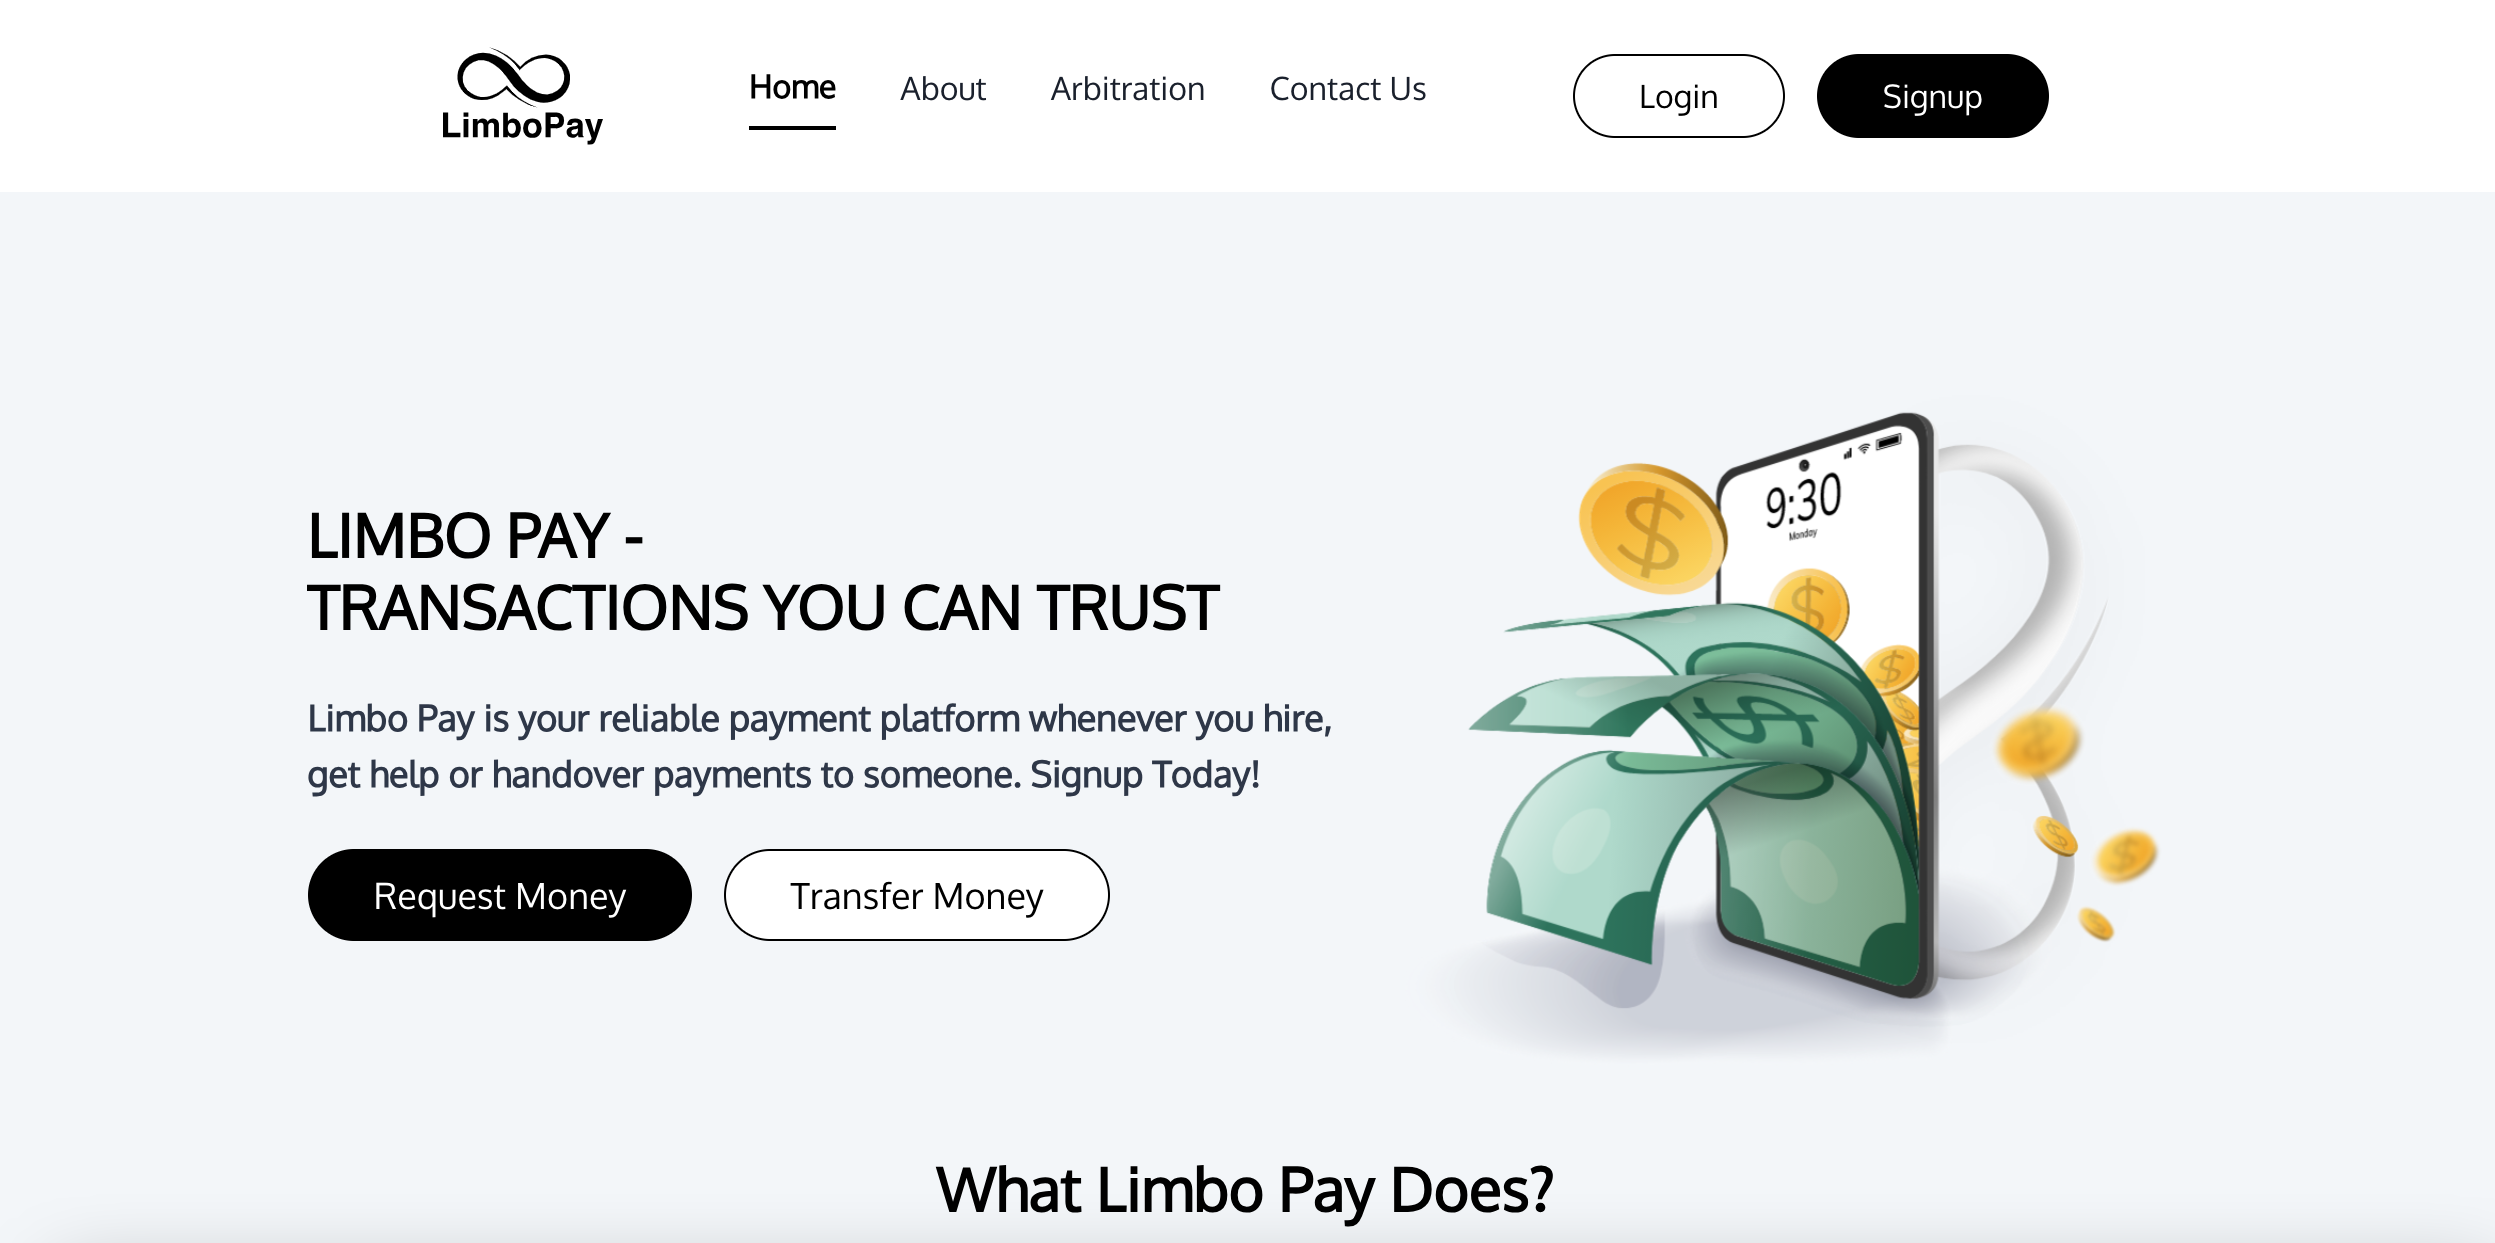 LimboPay
Home
About
Arbitration
Contact Us
Login
Signup
LIMBO PAY -
TRANSACTIONS YOU CAN TRUST
Limbo Pay is your reliable payment platform whenever you hire,
get help or handover payments to someone. Signup Today!
Request Money
Transfer Money
9:30
Monday
What Limbo Pay Does?